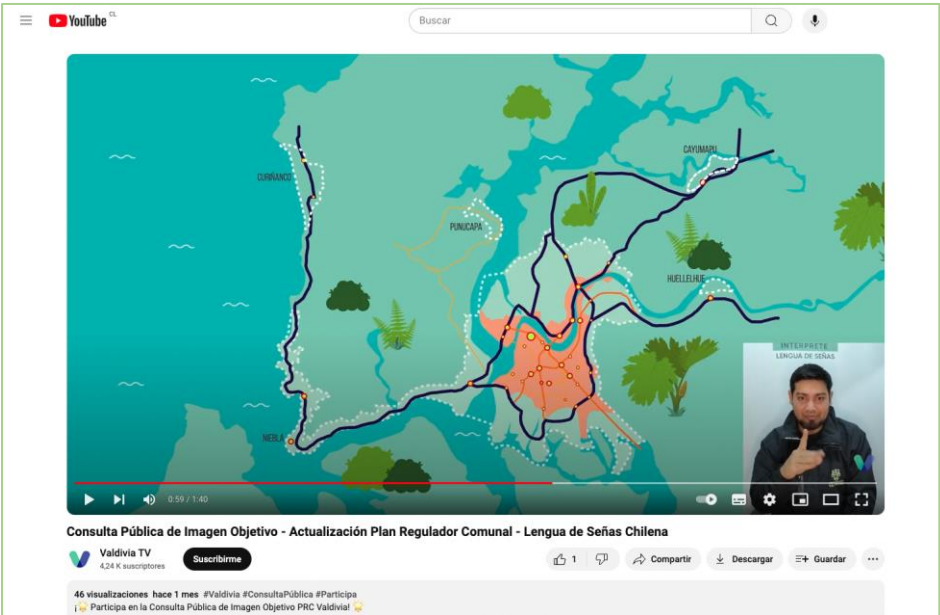 YouTube CL
Buscar
CAYUMAPU
CURIÑANCO
PUNUCAPA
HUELLELHUE
INTERPRETE
LENGUA DE SEÑAS
NIEBLA
0:59 / 1:40
Consulta Pública de Imagen Objetivo - Actualización Plan Regulador Comunal - Lengua de Señas Chilena
Valdivia TV
4,24 K suscriptores
Suscribirme
1
Compartir
Descargar
Guardar
46 visualizaciones hace 1 mes #Valdivia #ConsultaPública #Participa
¡ Participa en la Consulta Pública de Imagen Objetivo PRC Valdivia!